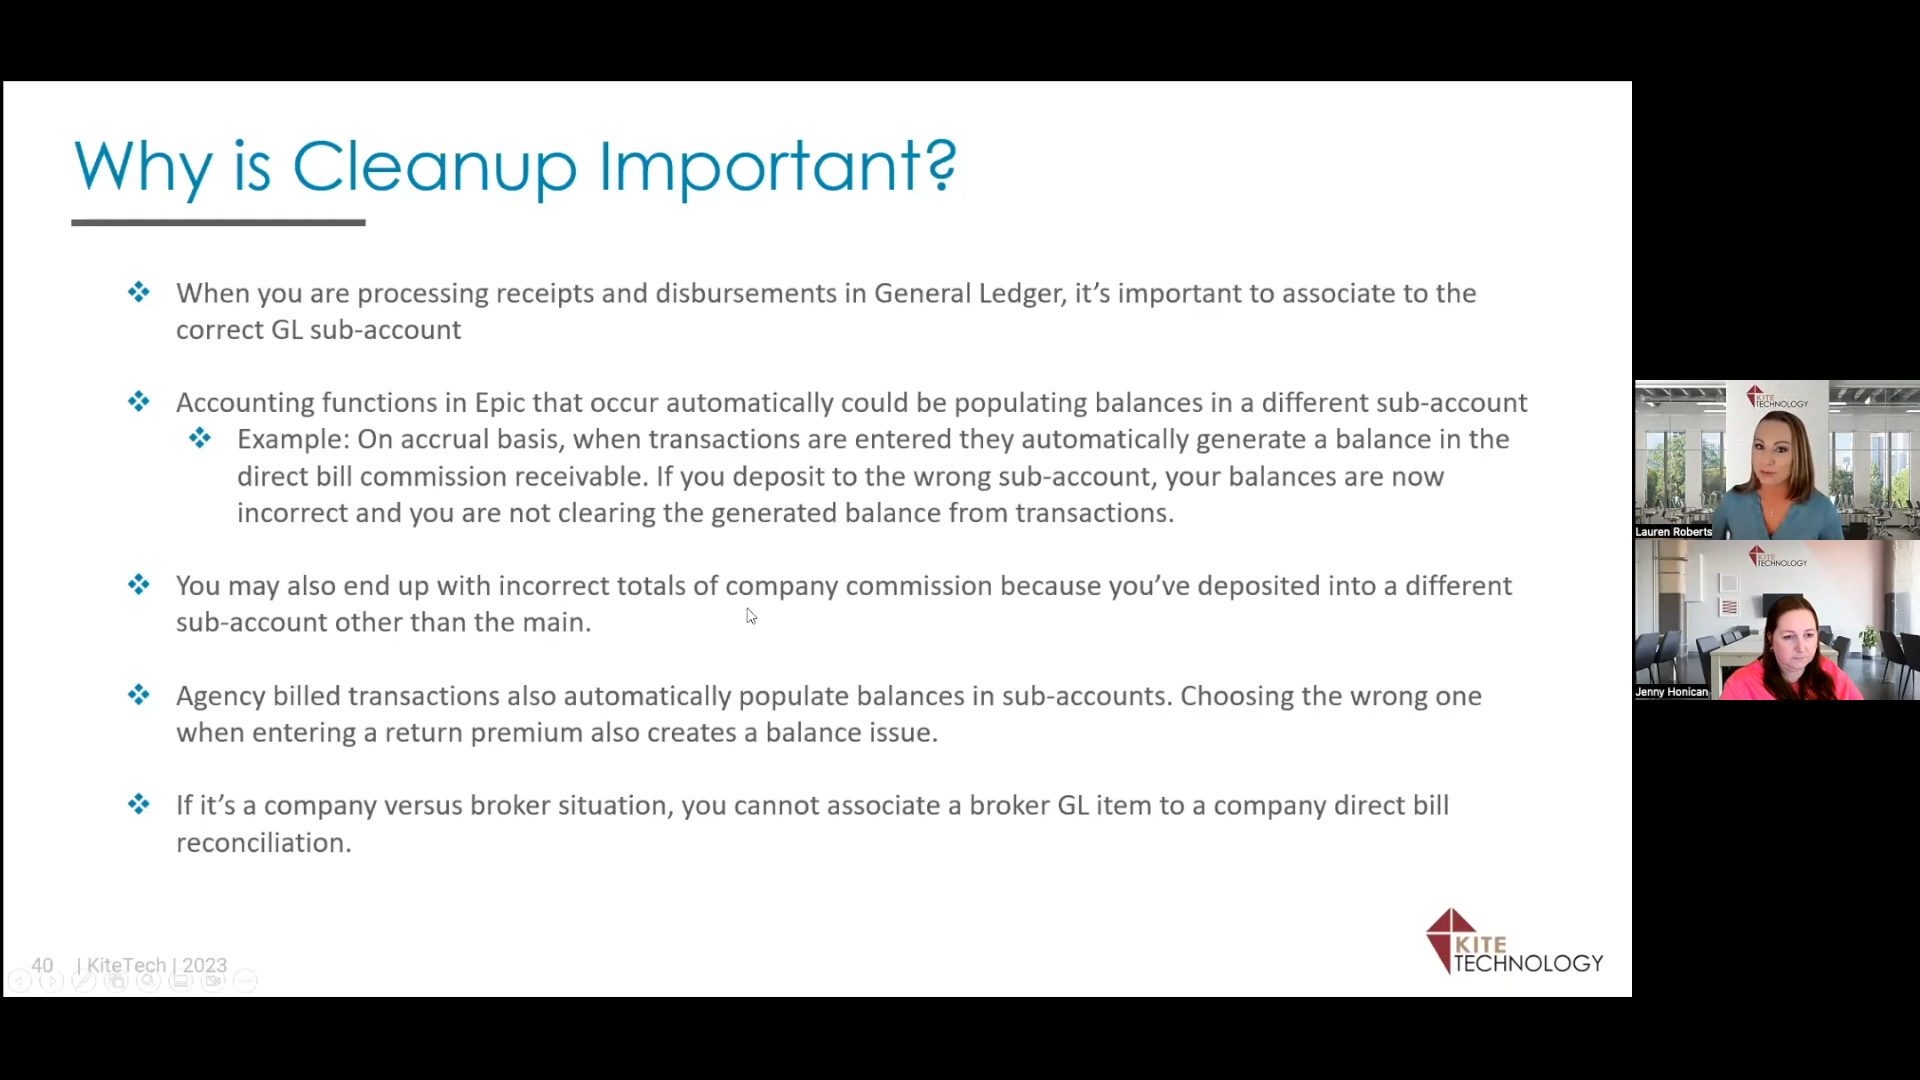 Why is Cleanup Important?
When you are processing receipts and disbursements in General Ledger, it’s important to associate to the
correct GL sub-account
Accounting functions in Epic that occur automatically could be populating balances in a different sub-account
Example: On accrual basis, when transactions are entered they automatically generate a balance in the
direct bill commission receivable. If you deposit to the wrong sub-account, your balances are now
incorrect and you are not clearing the generated balance from transactions.
You may also end up with incorrect totals of company commission because you’ve deposited into a different
sub-account other than the main.
Agency billed transactions also automatically populate balances in sub-accounts. Choosing the wrong one
when entering a return premium also creates a balance issue.
If it’s a company versus broker situation, you cannot associate a broker GL item to a company direct bill
reconciliation.
40 | KiteTech | 2023
KITE
TECHNOLOGY
KITE
TECHNOLOGY
Lauren Roberts
KITE
TECHNOLOGY
Jenny Honican